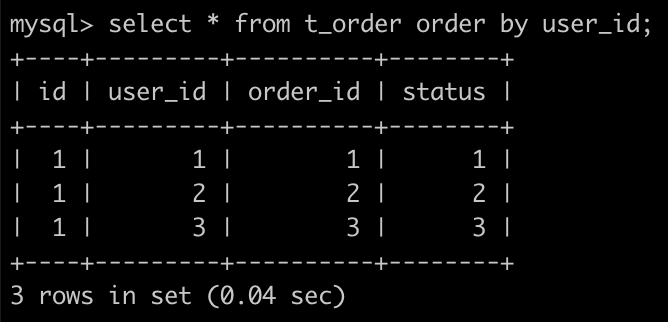 mysql> select * from t_order order by user_id;
+----+---------+----------+--------+
| id | user_id | order_id | status |
+----+---------+----------+--------+
|  1 |       1 |        1 |      1 |
|  1 |       2 |        2 |      2 |
|  1 |       3 |        3 |      3 |
+----+---------+----------+--------+
3 rows in set (0.04 sec)